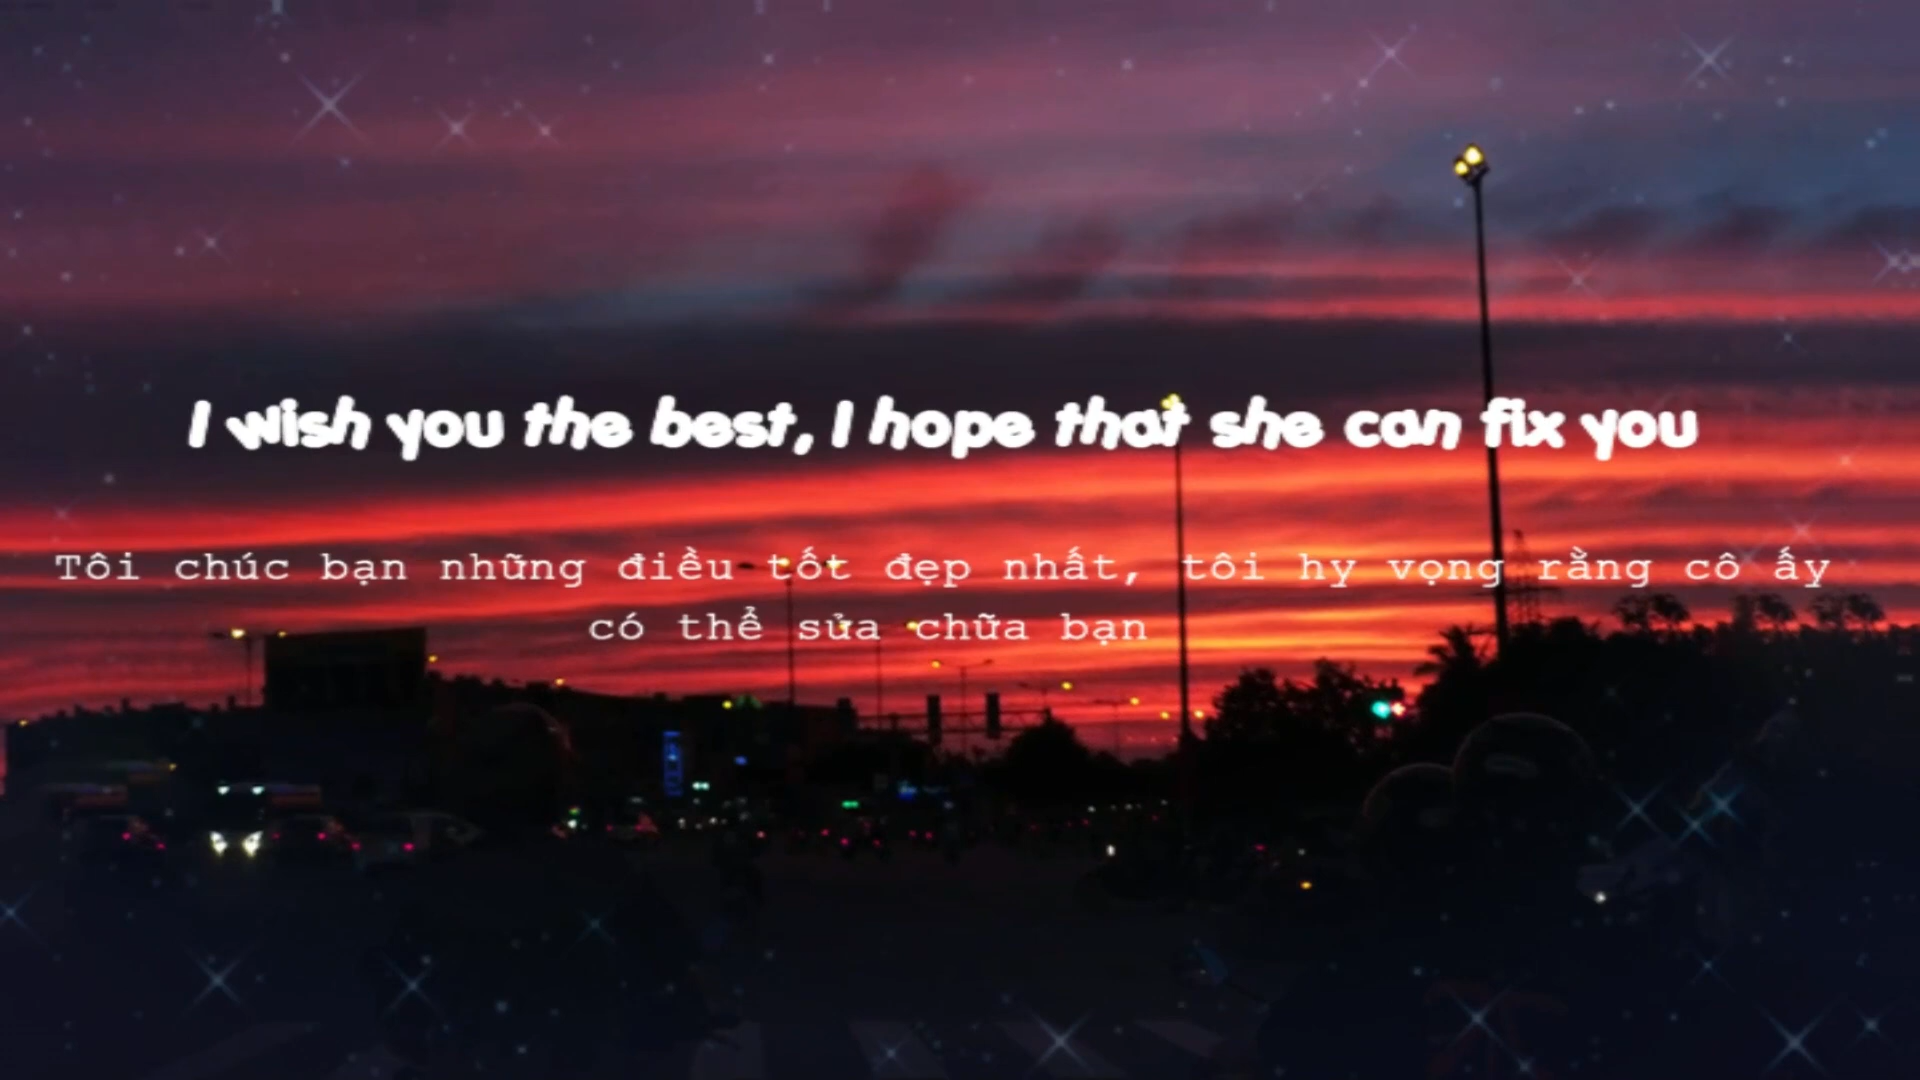 I wish you the best, I hope that she can fix you
Tôi chúc bạn những điều tốt đẹp nhất, tôi hy vọng rằng cô ấy
có thể sửa chữa bạn